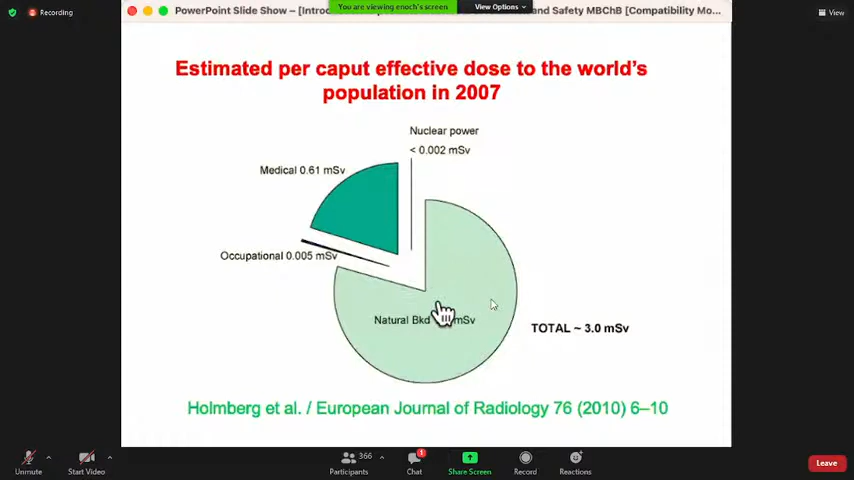 Recording
PowerPoint Slide Show – [Intro
You are viewing enoch's screen
View Options
and Safety MBChB [Compatibility Mo...
View
Estimated per caput effective dose to the world's
population in 2007
Nuclear power
< 0.002 mSv
Medical 0.61 mSv
Occupational 0.005 mSv
Natural Bkd mSv
TOTAL ~ 3.0 mSv
Holmberg et al. / European Journal of Radiology 76 (2010) 6–10
Unmute
Start Video
366
Participants
1
Chat
Share Screen
Record
Reactions
Leave